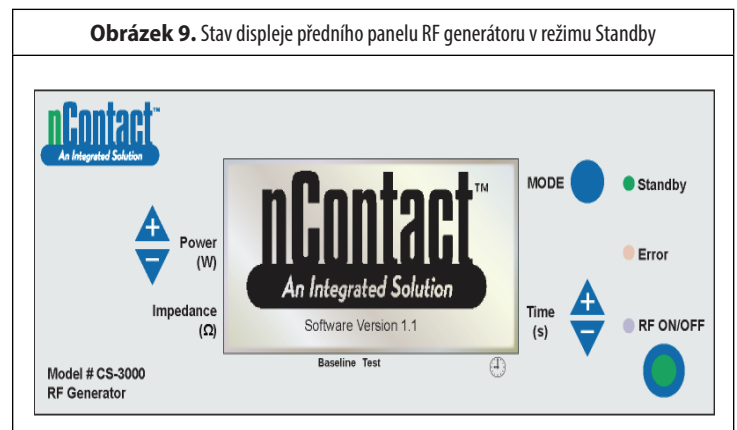 Obrázek 9. Stav displeje předního panelu RF generátoru v režimu Standby
nContact™
An Integrated Solution
nContact™
An Integrated Solution
Software Version 1.1
+
−
Power
(W)
Impedance
(Ω)
MODE
Standby
Error
Time
(s)
+
−
RF ON/OFF
Baseline Test
Model # CS-3000
RF Generator